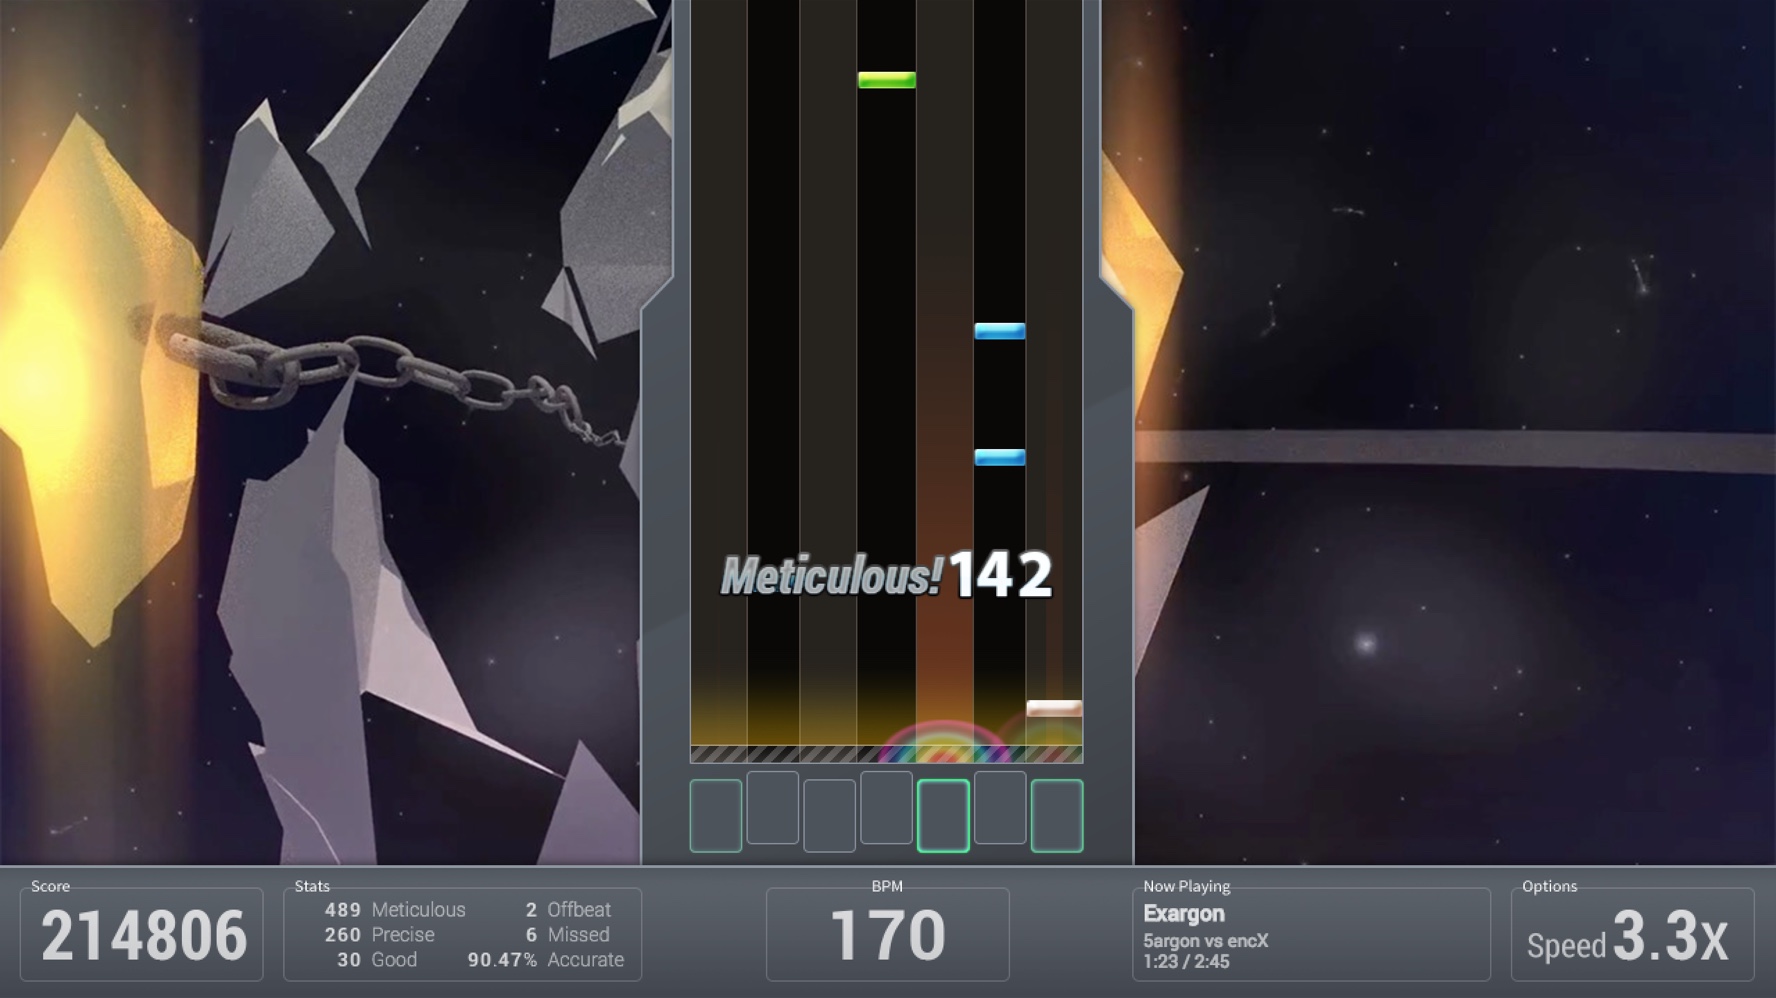 Meticulous! 142
Score
214806
Stats
489 Meticulous 2 Offbeat
260 Precise 6 Missed
30 Good 90.47% Accurate
BPM
170
Now Playing
Exargon
5argon vs encX
1:23 / 2:45
Options
Speed 3.3x